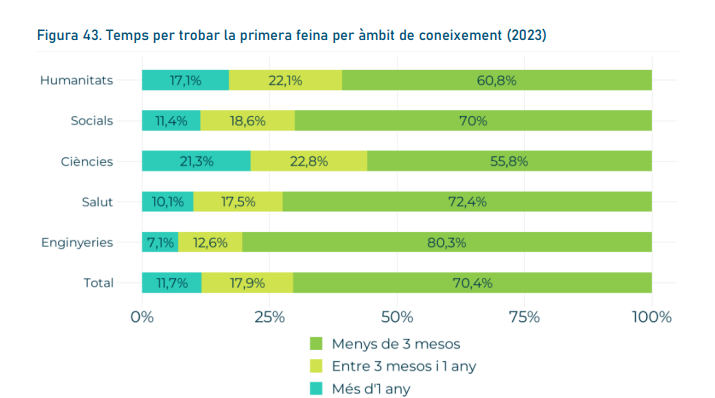 Figura 43. Temps per trobar la primera feina per àmbit de coneixement (2023)
Humanitats 17,1% 22,1% 60,8%
Socials 11,4% 18,6% 70%
Ciències 21,3% 22,8% 55,8%
Salut 10,1% 17,5% 72,4%
Enginyeries 7,1% 12,6% 80,3%
Total 11,7% 17,9% 70,4%
0% 25% 50% 75% 100%
Menys de 3 mesos
Entre 3 mesos i 1 any
Més d'1 any